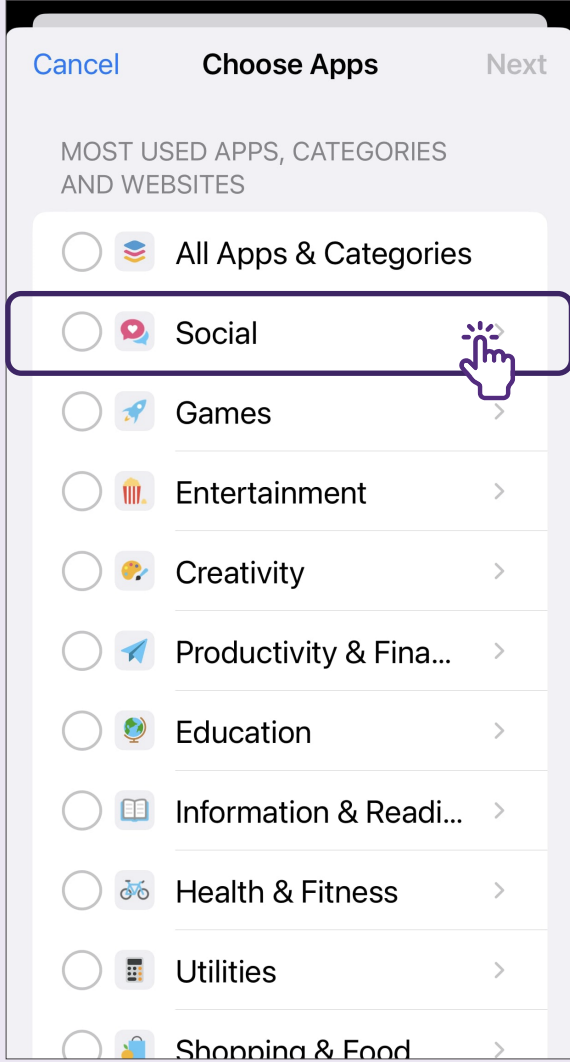 Cancel Choose Apps Next
MOST USED APPS, CATEGORIES
AND WEBSITES
All Apps & Categories
Social
Games
Entertainment
Creativity
Productivity & Fina...
Education
Information & Readi...
Health & Fitness
Utilities
Shopping & Food